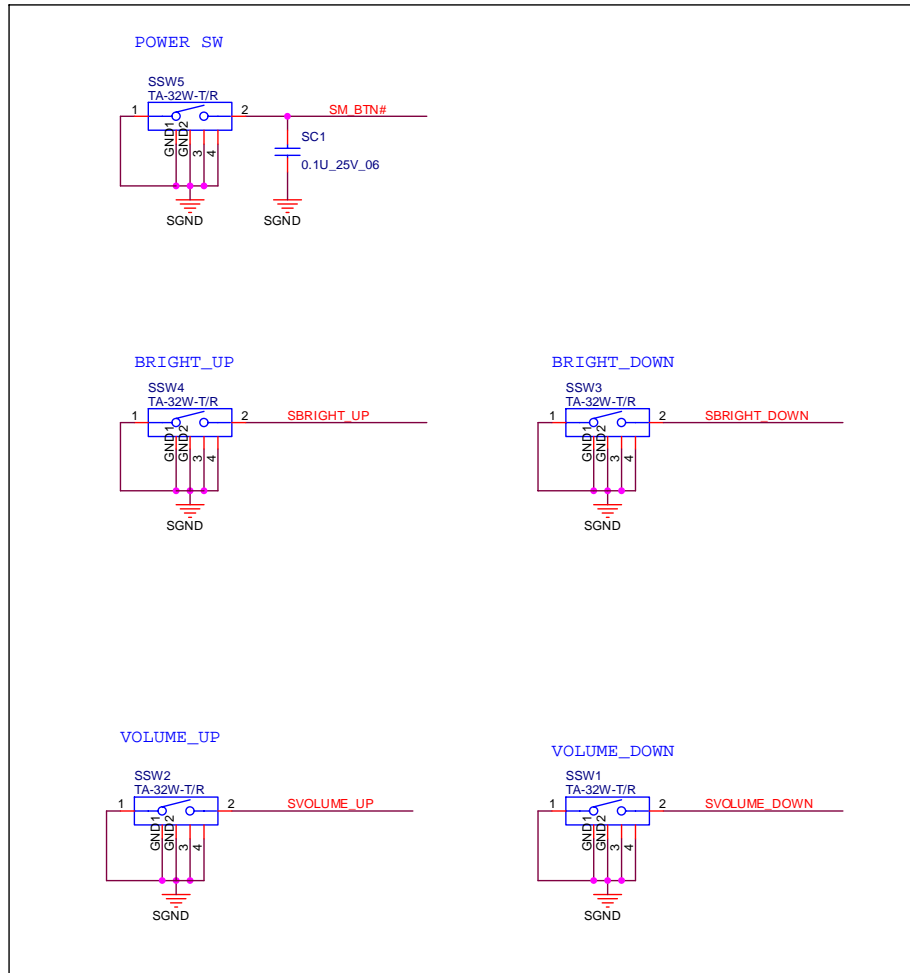 POWER SW
SSW5
TA-32W-T/R
1
2
SM_BTN#
GND1
GND2
3
4
SC1
0.1U_25V_06
SGND
SGND
BRIGHT_UP
SSW4
TA-32W-T/R
1
2
SBRIGHT_UP
GND1
GND2
3
4
SGND
BRIGHT_DOWN
SSW3
TA-32W-T/R
1
2
SBRIGHT_DOWN
GND1
GND2
3
4
SGND
VOLUME_UP
SSW2
TA-32W-T/R
1
2
SVOLUME_UP
GND1
GND2
3
4
SGND
VOLUME_DOWN
SSW1
TA-32W-T/R
1
2
SVOLUME_DOWN
GND1
GND2
3
4
SGND